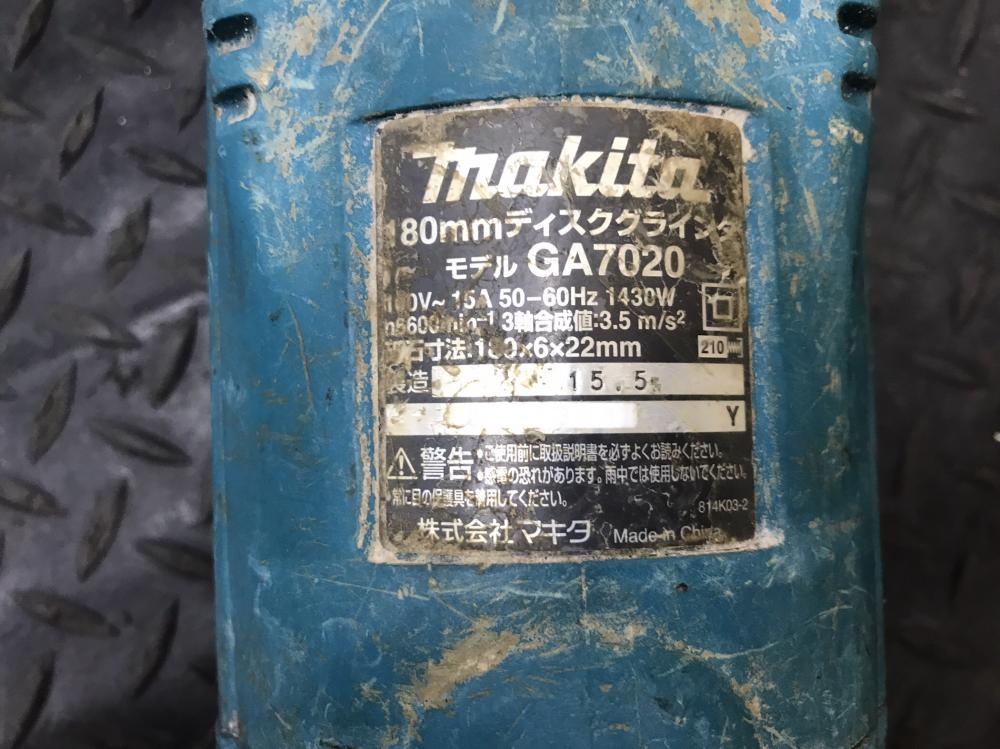 makita
180mmディスクグラインダ
モデル GA7020
100V~ 15A 50-60Hz 1430W
n6600min-1 3軸合成値:3.5 m/s²
寸法:180×6×22mm
210
製造 15.5
Y
警告 •ご使用前に取扱説明書を必ずよくお読みください。
•感電の恐れがあります。雨中では使用しないでください。
常に目の保護具を着用してください。
814K03-2
株式会社 マキタ Made in China